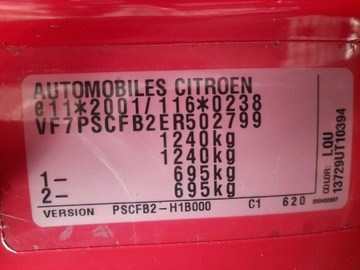 AUTOMOBILES CITROEN
e11*2001/116*0238
VF7PSCFB2ER502799
1240kg
1240kg
1- 695kg
2- 695kg
VERSION PSCFB2-H1B000 C1 620
COLOR: LQU
13729UT10394